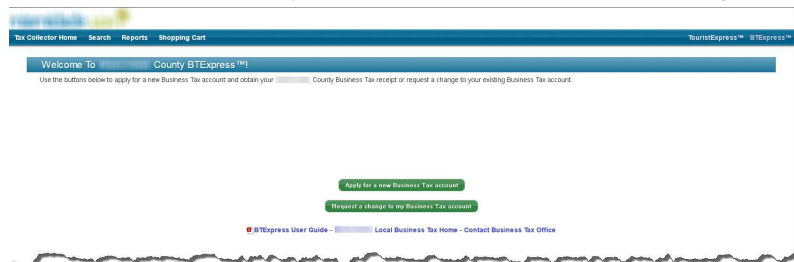 Tax Collector Home Search Reports Shopping Cart TouristExpress™ BTExpress™
Welcome To County BTExpress™!
Use the buttons below to apply for a new Business Tax account and obtain your County Business Tax receipt or request a change to your existing Business Tax account.
Apply for a new Business Tax account
Request a change to my Business Tax account
BTExpress User Guide - Local Business Tax Home - Contact Business Tax Office